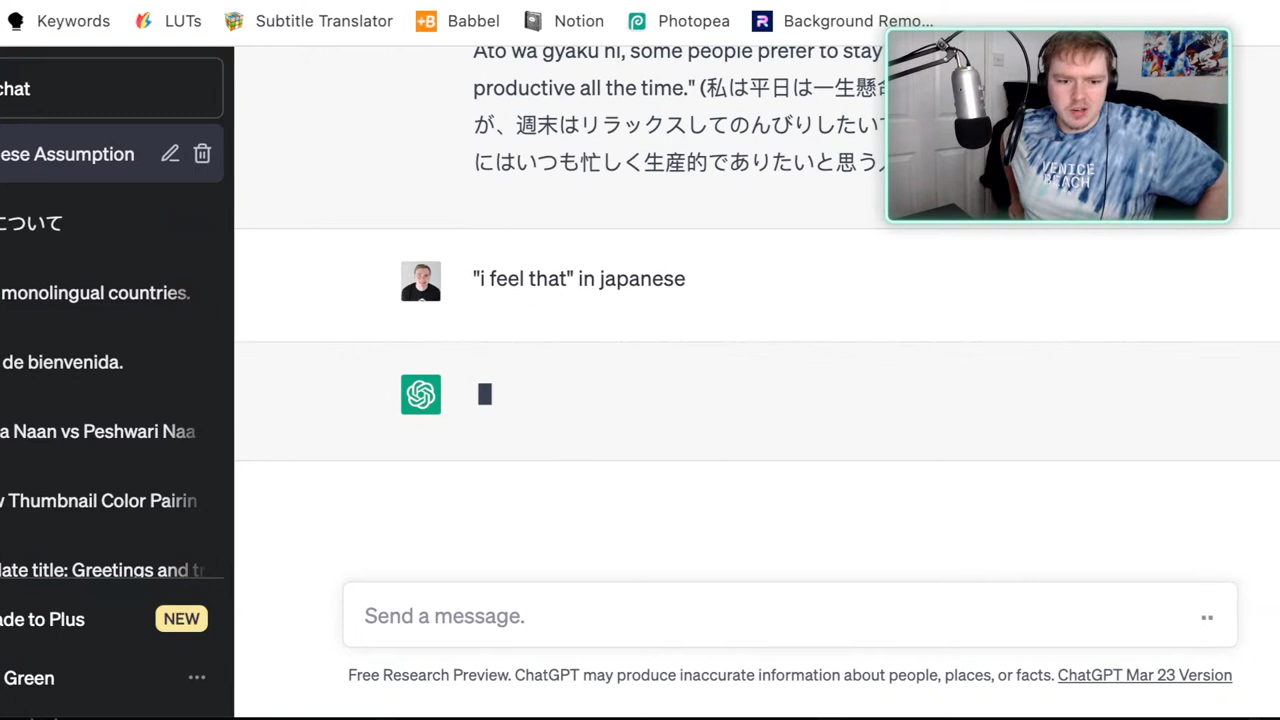 Keywords LUTs Subtitle Translator +B Babbel Notion Photopea R Background Remo...
chat
ese Assumption
について
monolingual countries.
de bienvenida.
a Naan vs Peshwari Naa
v Thumbnail Color Pairin
late title: Greetings and tr
ade to Plus NEW
Green ...
Ato wa gyaku ni, some people prefer to stay
productive all the time." (私は平日は一生懸命
が、週末はリラックスしてのんびりしたいで
にはいつも忙しく生産的でありたいと思う人
VENICE
BEACH
"i feel that" in japanese
Send a message.
Free Research Preview. ChatGPT may produce inaccurate information about people, places, or facts. ChatGPT Mar 23 Version